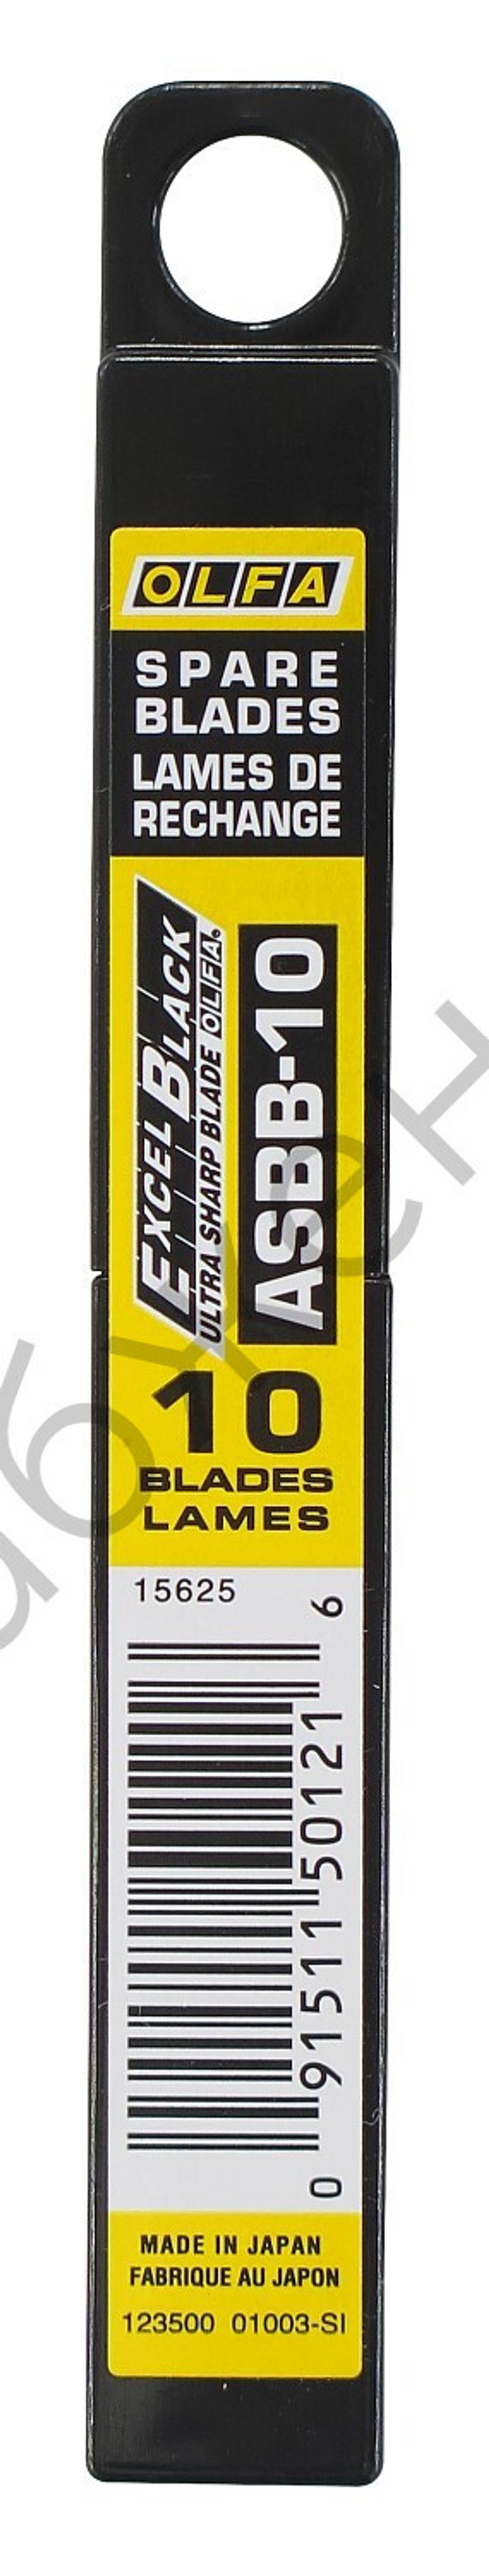 OLFA
SPARE
BLADES
LAMES DE
RECHANGE
EXCEL BLACK
ULTRA SHARP BLADE OLFA®
ASBB-10
10
BLADES
LAMES
15625
0 91511 50121 6
MADE IN JAPAN
FABRIQUE AU JAPON
123500 01003-SI